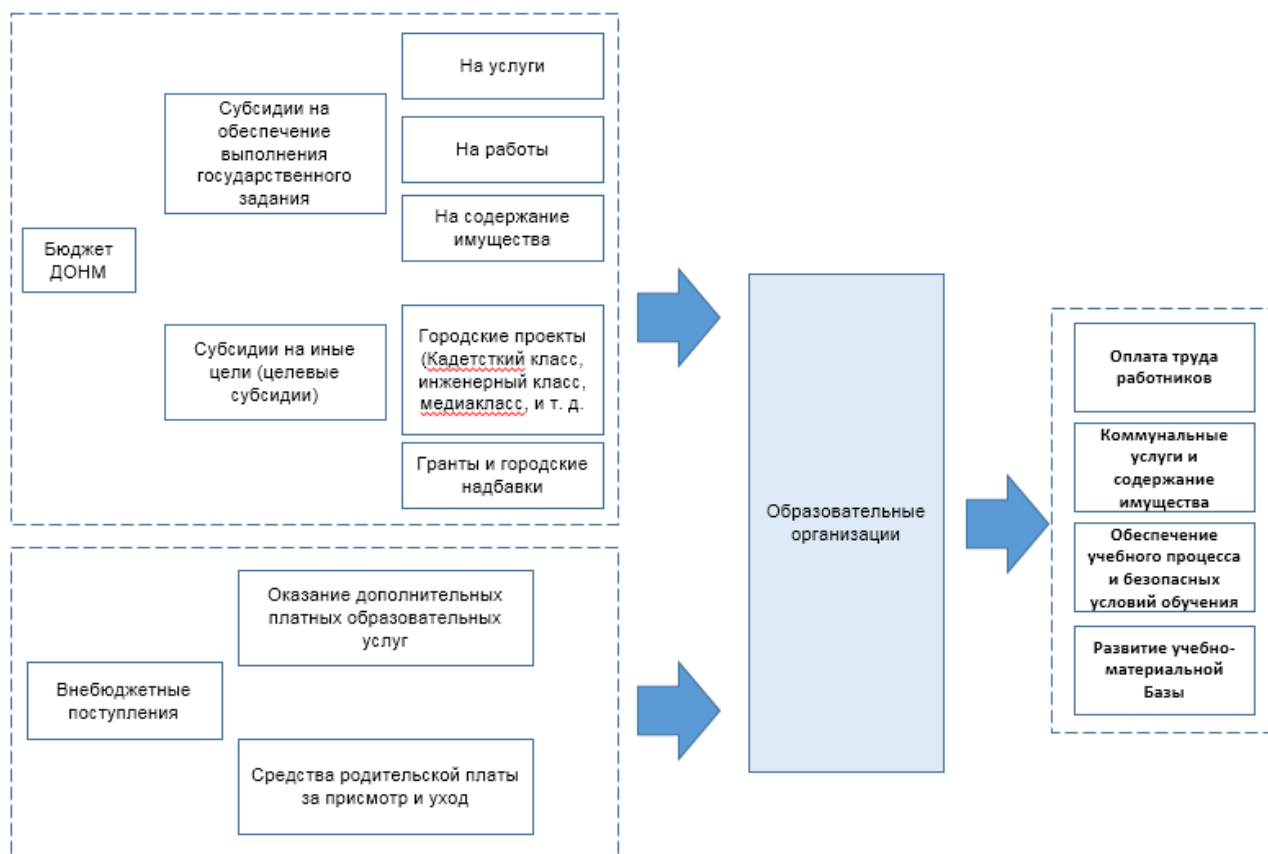 Бюджет
ДОНМ
Субсидии на
обеспечение
выполнения
государственного
задания
На услуги
На работы
На содержание
имущества
Субсидии на иные
цели (целевые
субсидии)
Городские проекты
(Кадетсткий класс,
инженерный класс,
медиакласс, и т. д.
Гранты и городские
надбавки
Внебюджетные
поступления
Оказание дополнительных
платных образовательных
услуг
Средства родительской платы
за присмотр и уход
Образовательные
организации
Оплата труда
работников
Коммунальные
услуги и
содержание
имущества
Обеспечение
учебного процесса
и безопасных
условий обучения
Развитие учебно-
материальной
Базы